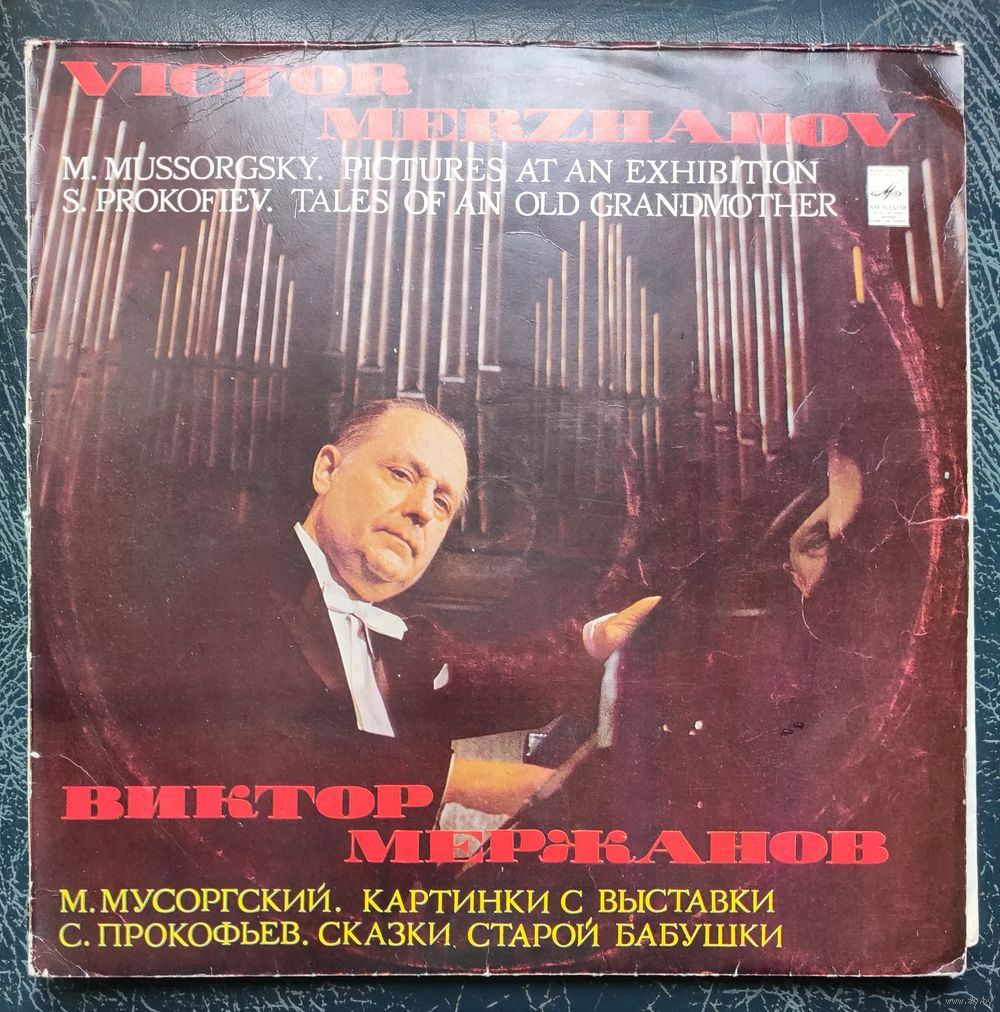 VICTOR
MERZHANOV
M. MUSSORGSKY. PICTURES AT AN EXHIBITION
S. PROKOFIEV. TALES OF AN OLD GRANDMOTHER
ВИКТОР
МЕРЖАНОВ
М. МУСОРГСКИЙ. КАРТИНКИ С ВЫСТАВКИ
С. ПРОКОФЬЕВ. СКАЗКИ СТАРОЙ БАБУШКИ